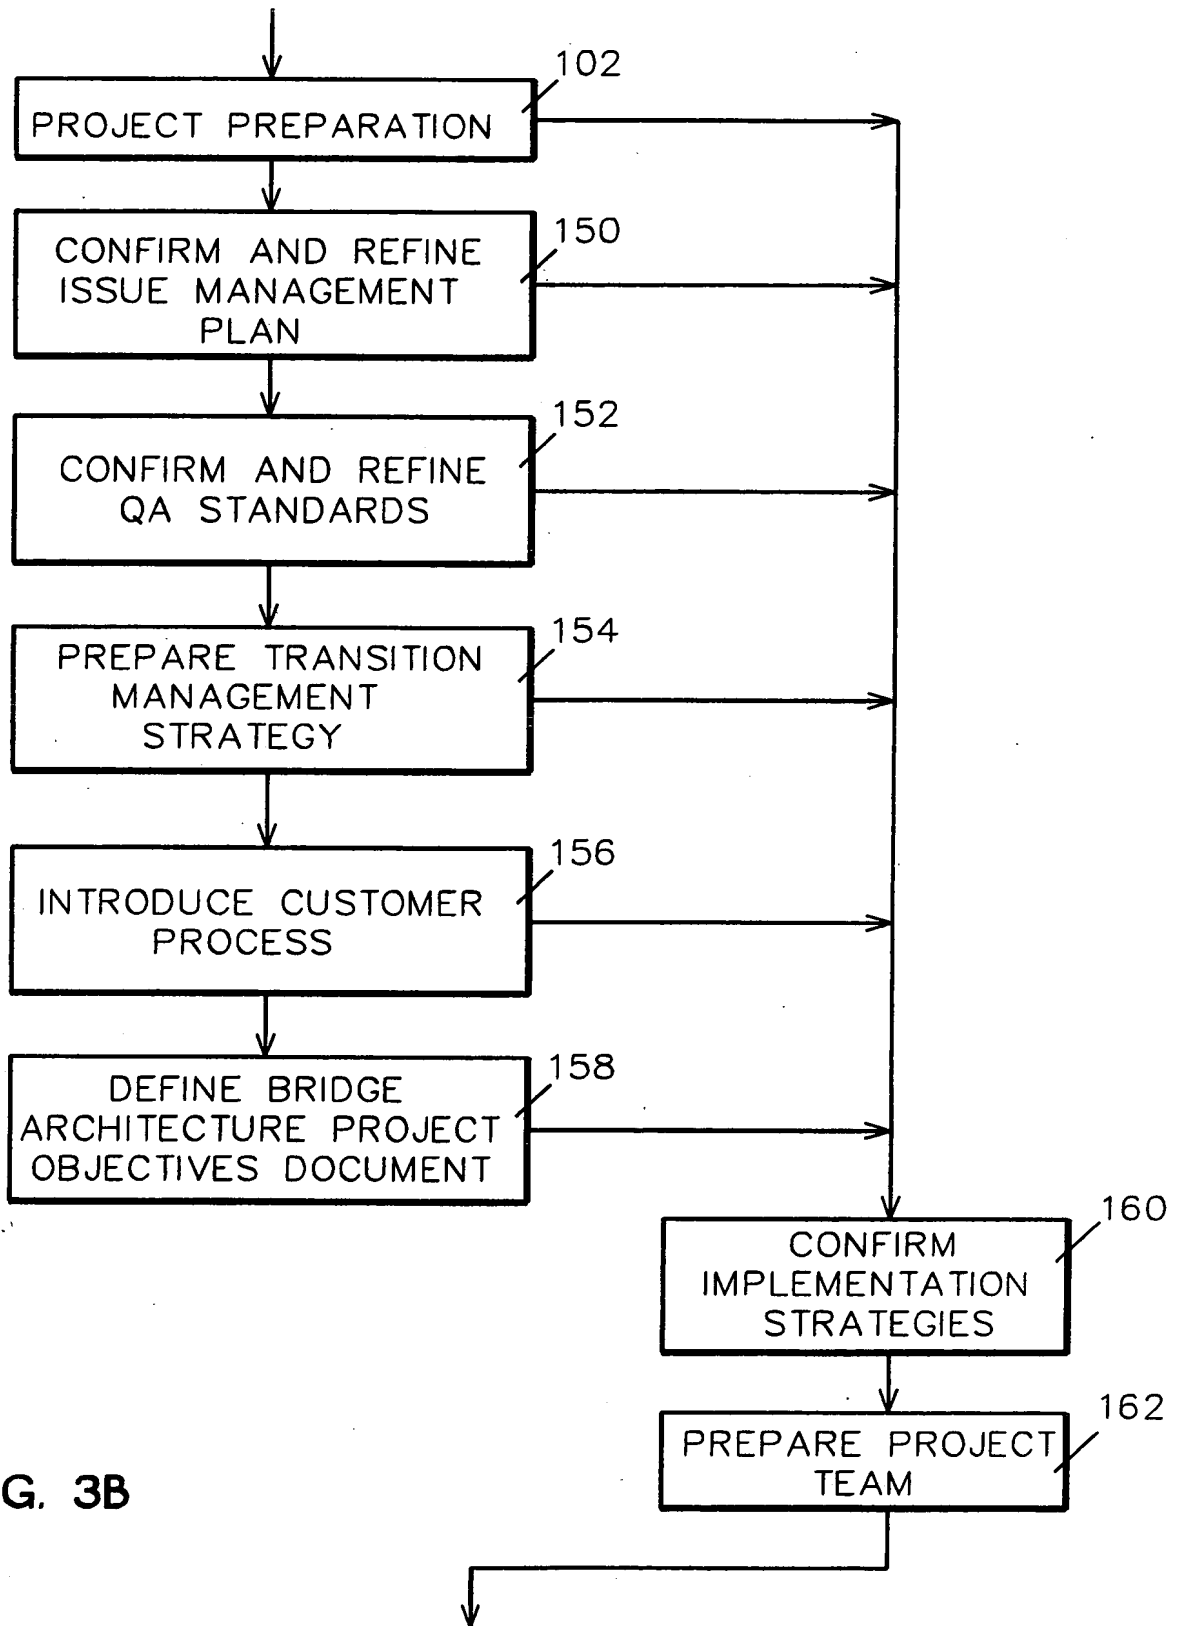 102
PROJECT PREPARATION
150
CONFIRM AND REFINE
ISSUE MANAGEMENT
PLAN
152
CONFIRM AND REFINE
QA STANDARDS
154
PREPARE TRANSITION
MANAGEMENT
STRATEGY
156
INTRODUCE CUSTOMER
PROCESS
158
DEFINE BRIDGE
ARCHITECTURE PROJECT
OBJECTIVES DOCUMENT
160
CONFIRM
IMPLEMENTATION
STRATEGIES
162
PREPARE PROJECT
TEAM
G. 3B